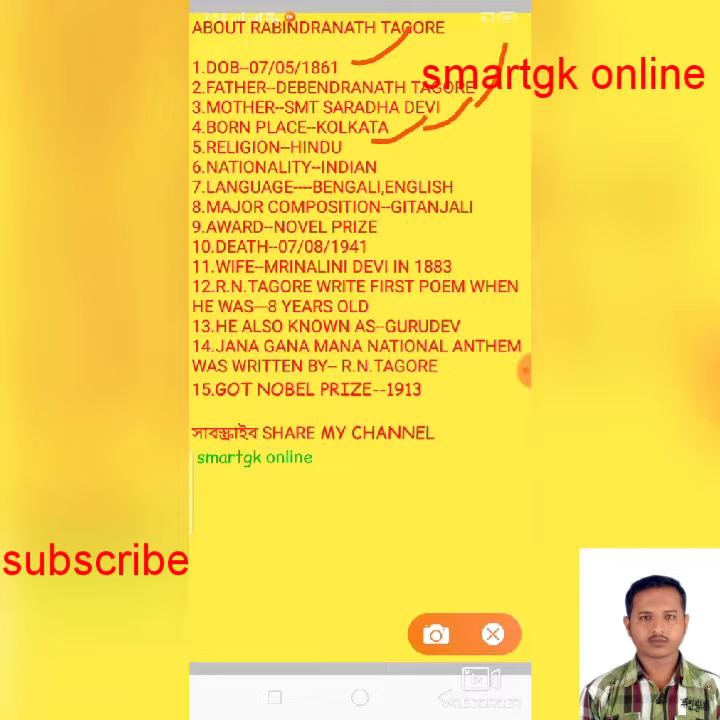 ABOUT RABINDRANATH TAGORE
1.DOB--07/05/1861
smartgk online
2.FATHER--DEBENDRANATH TAGORE
3.MOTHER--SMT SARADHA DEVI
4.BORN PLACE--KOLKATA
5.RELIGION--HINDU
6.NATIONALITY--INDIAN
7.LANGUAGE----BENGALI,ENGLISH
8.MAJOR COMPOSITION--GITANJALI
9.AWARD--NOVEL PRIZE
10.DEATH--07/08/1941
11.WIFE--MRINALINI DEVI IN 1883
12.R.N.TAGORE WRITE FIRST POEM WHEN
HE WAS---8 YEARS OLD
13.HE ALSO KNOWN AS--GURUDEV
14.JANA GANA MANA NATIONAL ANTHEM
WAS WRITTEN BY-- R.N.TAGORE
15.GOT NOBEL PRIZE--1913
সাবস্ক্রাইব SHARE MY CHANNEL
smartgk online
subscribe